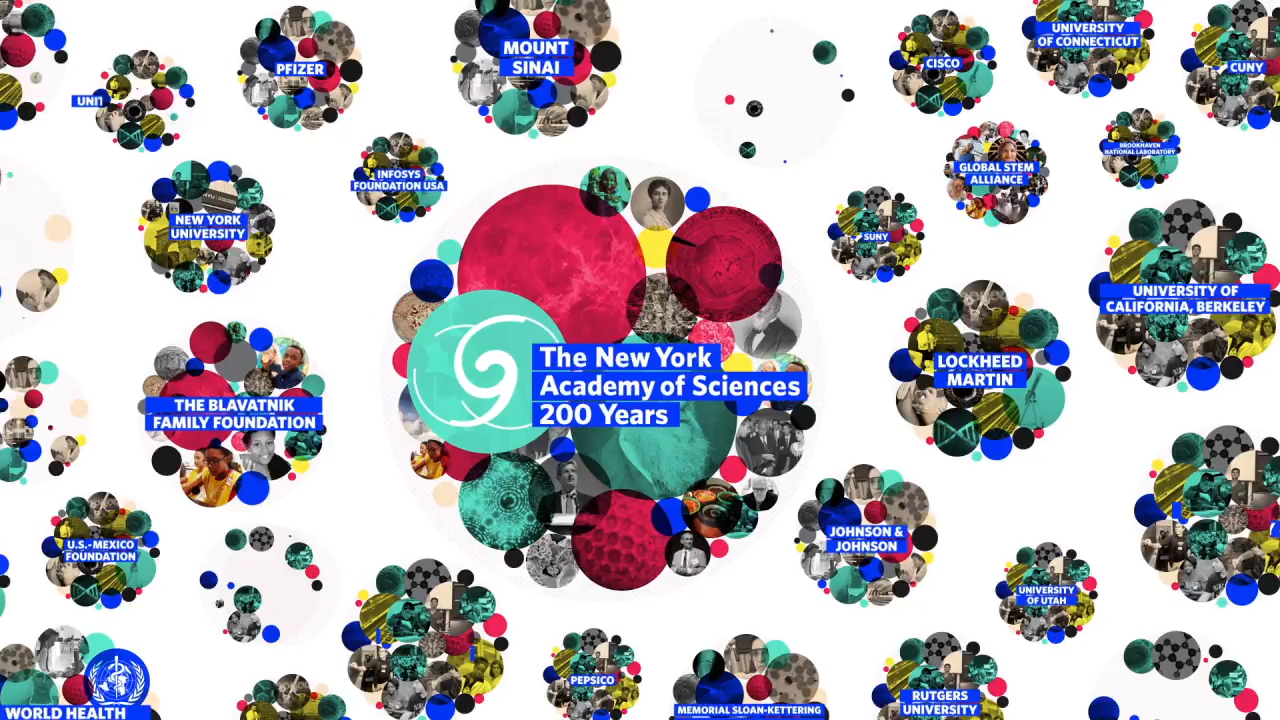 MOUNT
SINAI
UNIVERSITY
OF CONNECTICUT
PFIZER
CISCO
CUNY
UNI
BROOKHAVEN
NATIONAL LABORATORY
INFOSYS
FOUNDATION USA
GLOBAL STEM
ALLIANCE
NEW YORK
UNIVERSITY
SUNY
UNIVERSITY OF
CALIFORNIA, BERKELEY
The New York
Academy of Sciences
200 Years
LOCKHEED
MARTIN
THE BLAVATNIK
FAMILY FOUNDATION
U.S.-MEXICO
FOUNDATION
JOHNSON &
JOHNSON
UNIVERSITY
OF UTAH
PEPSICO
MEMORIAL SLOAN-KETTERING
RUTGERS
UNIVERSITY
WORLD HEALTH